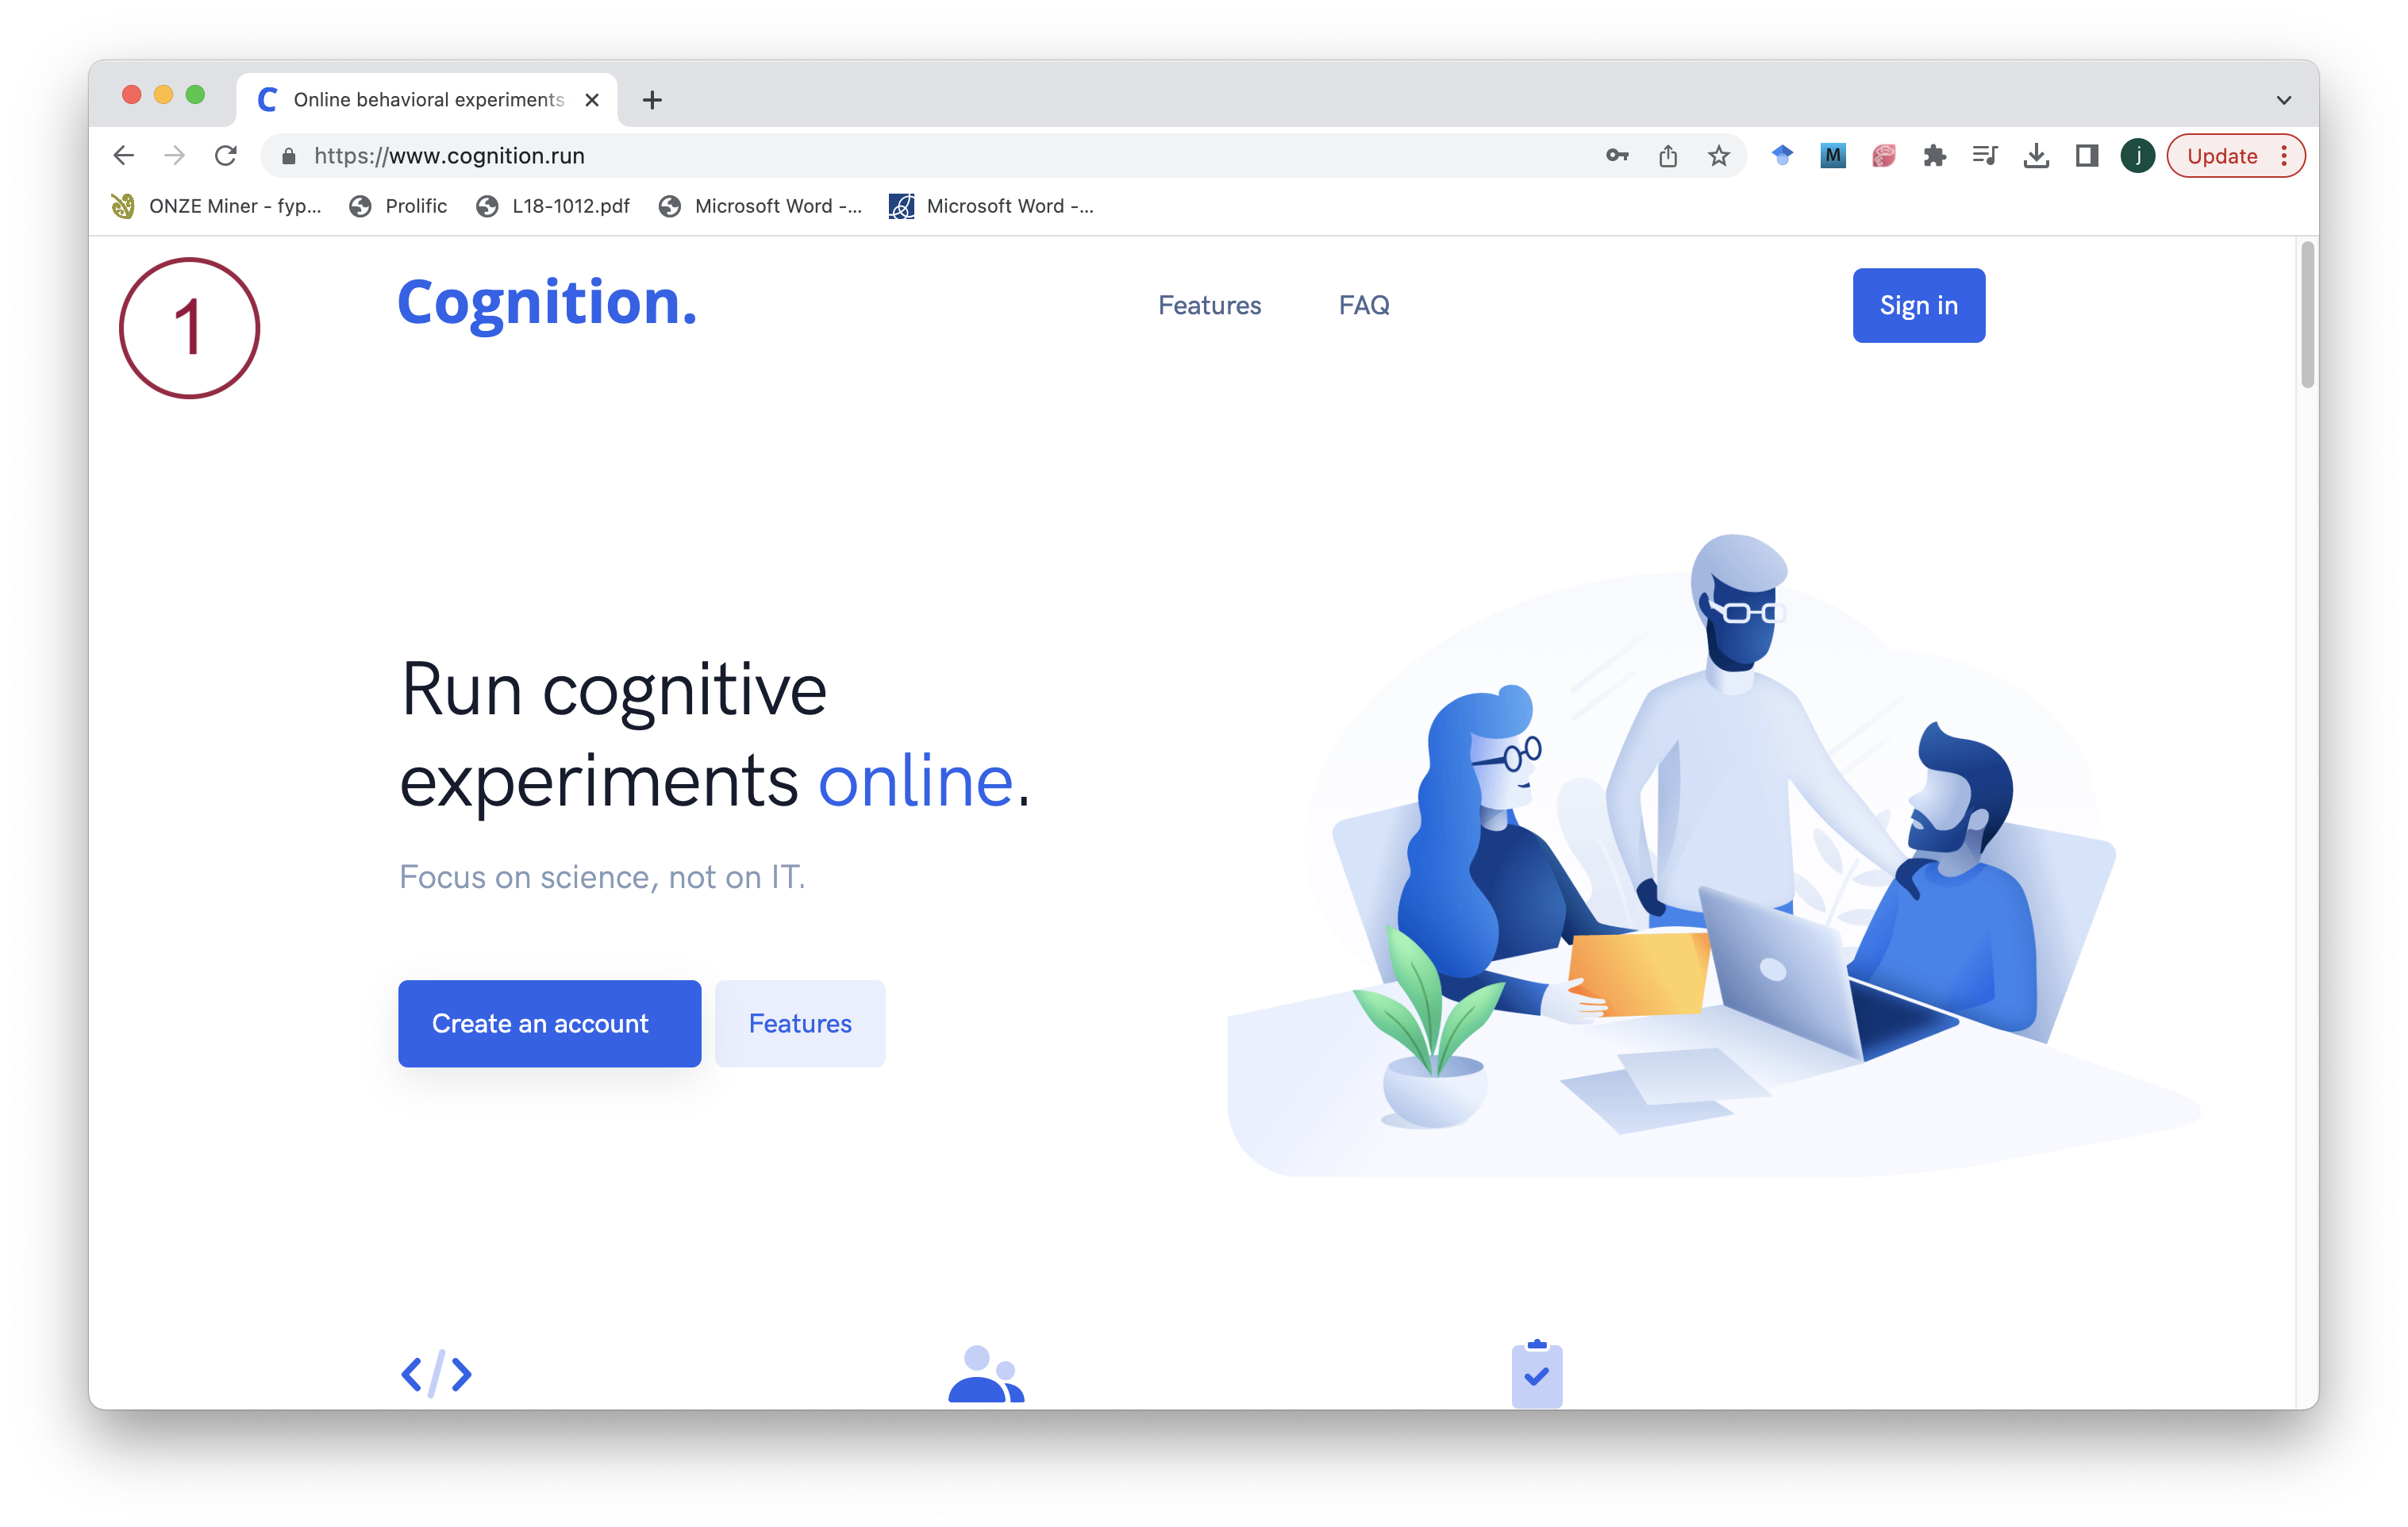 Online behavioral experiments
https://www.cognition.run
M
j
Update
ONZE Miner - fyp...
Prolific
L18-1012.pdf
Microsoft Word -...
Microsoft Word -...
1
Cognition.
Features
FAQ
Sign in
Run cognitive
experiments online.
Focus on science, not on IT.
Create an account
Features